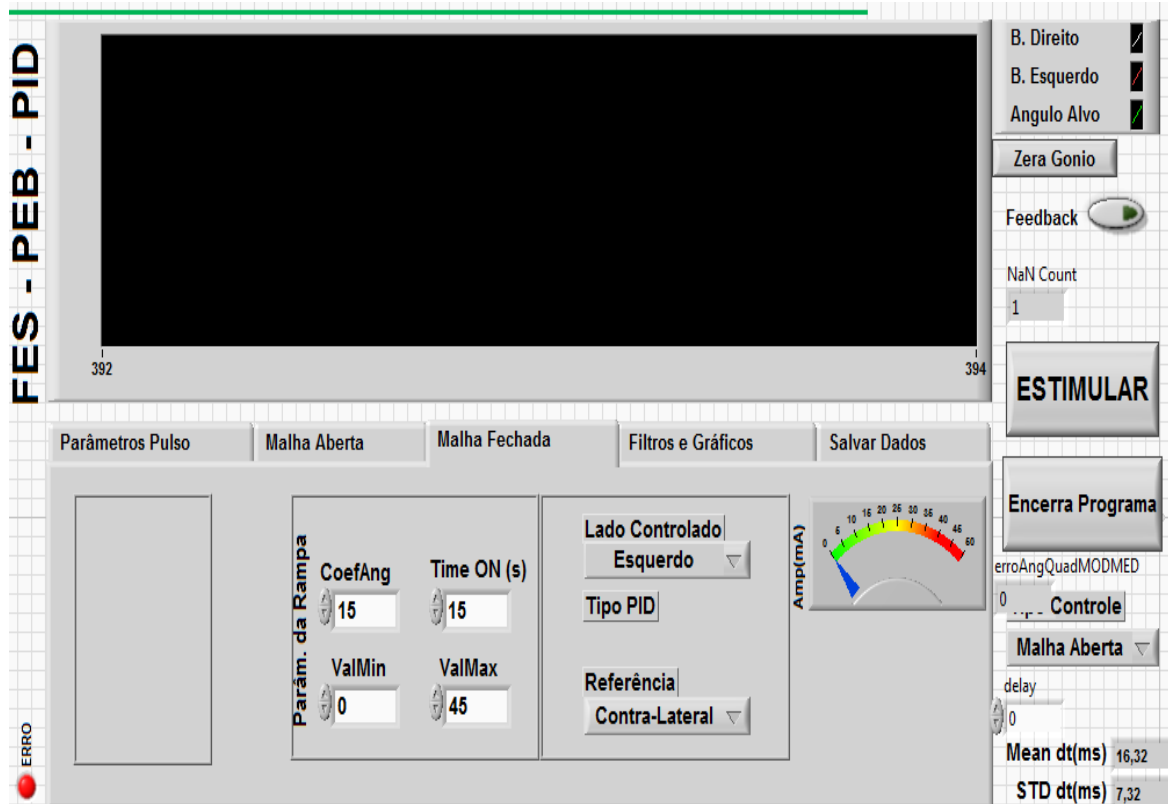 FES - PEB - PID
392
394
B. Direito
B. Esquerdo
Angulo Alvo
Zera Gonio
Feedback
NaN Count
1
ESTIMULAR
Encerra Programa
Parâmetros Pulso
Malha Aberta
Malha Fechada
Filtros e Gráficos
Salvar Dados
Parâm. da Rampa
CoefAng
15
Time ON (s)
15
ValMin
0
ValMax
45
Lado Controlado
Esquerdo
Tipo PID
Referência
Contra-Lateral
Amp(mA)
0 5 10 15 20 25 30 35 40 45 50
erroAngQuadMODMED
0
Controle
Malha Aberta
delay
0
Mean dt(ms) 16,32
STD dt(ms) 7,32
ERRO